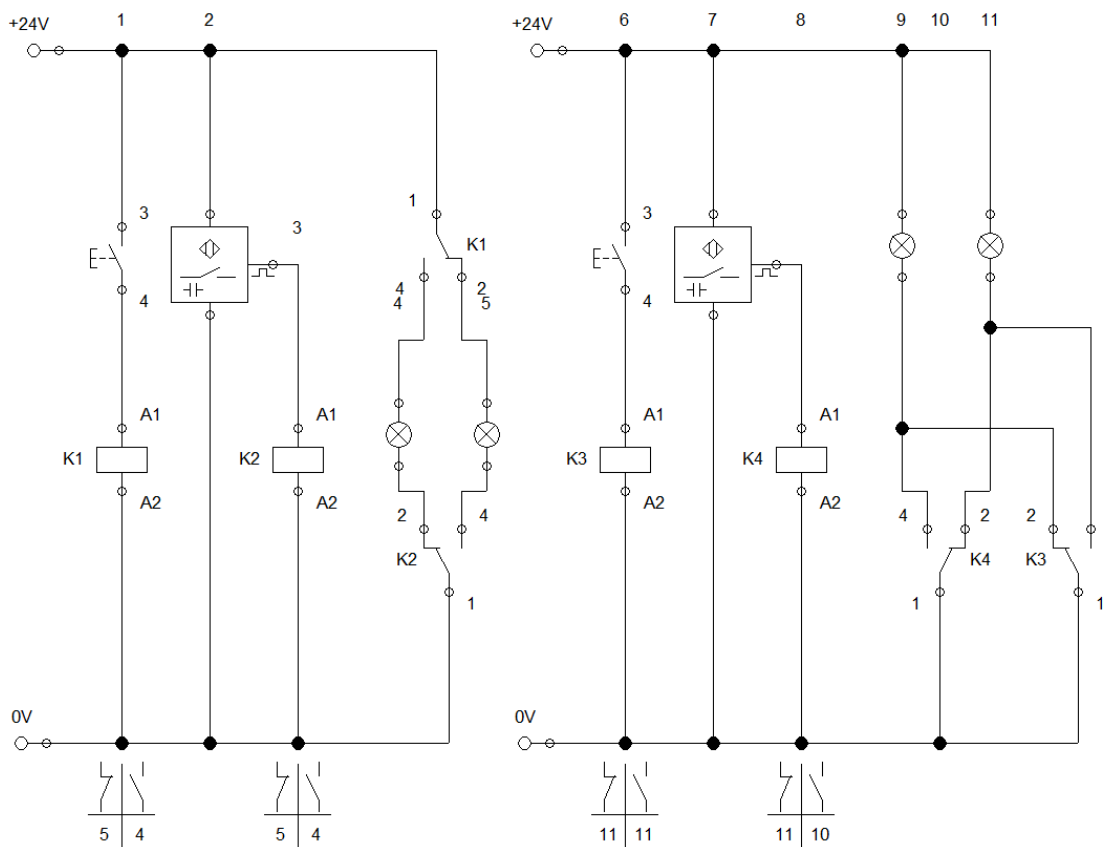 1 2 6 7 8 9 10 11
+24V +24V
3 3 3
1
K1
4 4
4 2
4 5
A1 A1 A1 A1
K1 K2 K3 K4
A2 A2 A2 A2
2 4 4 2 2
K2 K4 K3
1 1 1
0V 0V
5 4 5 4 11 11 11 10